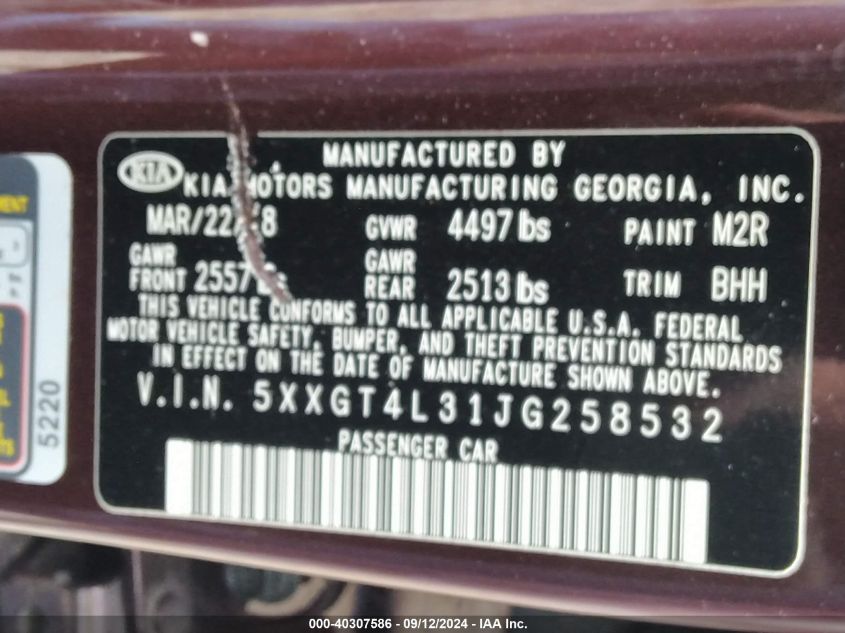 KIA
MANUFACTURED BY
KIA MOTORS MANUFACTURING GEORGIA, INC.
GVWR 4497 lbs PAINT M2R
GAWR FRONT GAWR REAR 2513 lbs TRIM BHH
THIS VEHICLE CONFORMS TO ALL APPLICABLE U.S.A. FEDERAL
MOTOR VEHICLE SAFETY, BUMPER, AND THEFT PREVENTION STANDARDS
IN EFFECT ON THE DATE OF MANUFACTURE SHOWN ABOVE.
V.I.N. 5XXGT4L31JG258532
PASSENGER CAR
5220
000-40307586 - 09/12/2024 - IAA Inc.